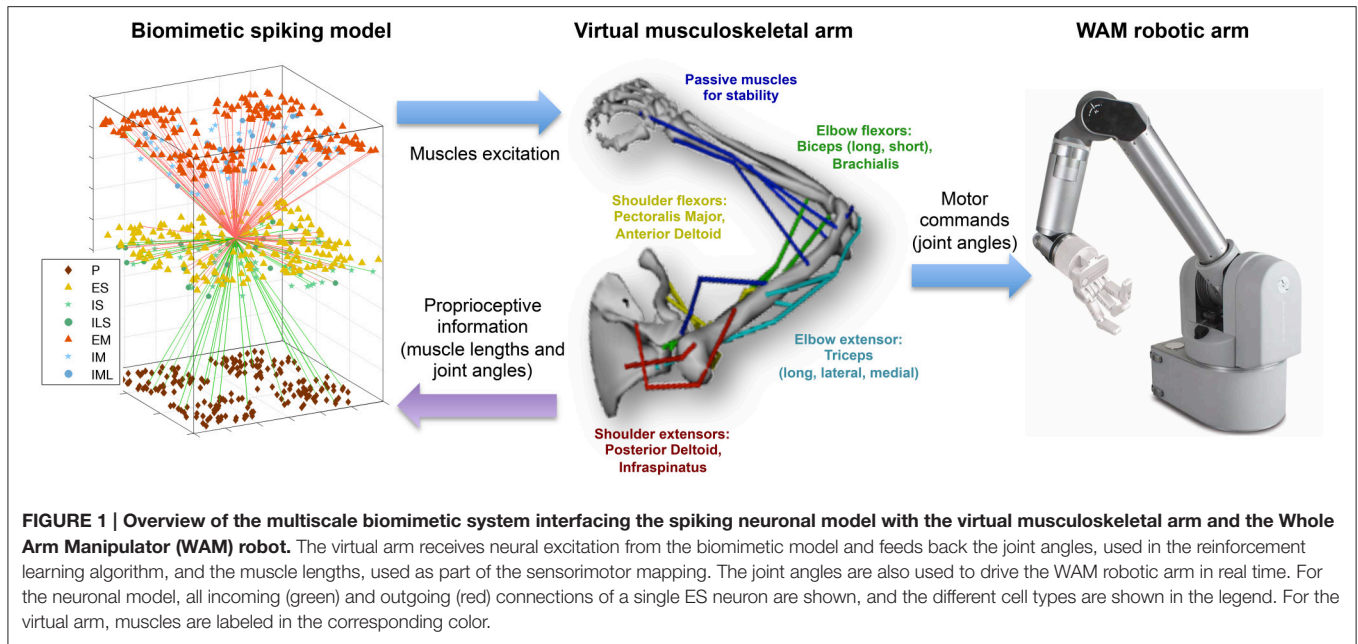 Biomimetic spiking model
Virtual musculoskeletal arm
WAM robotic arm
Muscles excitation
Passive muscles
for stability
Elbow flexors:
Biceps (long, short),
Brachialis
Shoulder flexors:
Pectoralis Major,
Anterior Deltoid
Motor
commands
(joint angles)
P
ES
IS
ILS
EM
IM
IML
Proprioceptive
information
(muscle lengths and
joint angles)
Elbow extensor:
Triceps
(long, lateral, medial)
Shoulder extensors:
Posterior Deltoid,
Infraspinatus
FIGURE 1 | Overview of the multiscale biomimetic system interfacing the spiking neuronal model with the virtual musculoskeletal arm and the Whole
Arm Manipulator (WAM) robot. The virtual arm receives neural excitation from the biomimetic model and feeds back the joint angles, used in the reinforcement
learning algorithm, and the muscle lengths, used as part of the sensorimotor mapping. The joint angles are also used to drive the WAM robotic arm in real time. For
the neuronal model, all incoming (green) and outgoing (red) connections of a single ES neuron are shown, and the different cell types are shown in the legend. For the
virtual arm, muscles are labeled in the corresponding color.